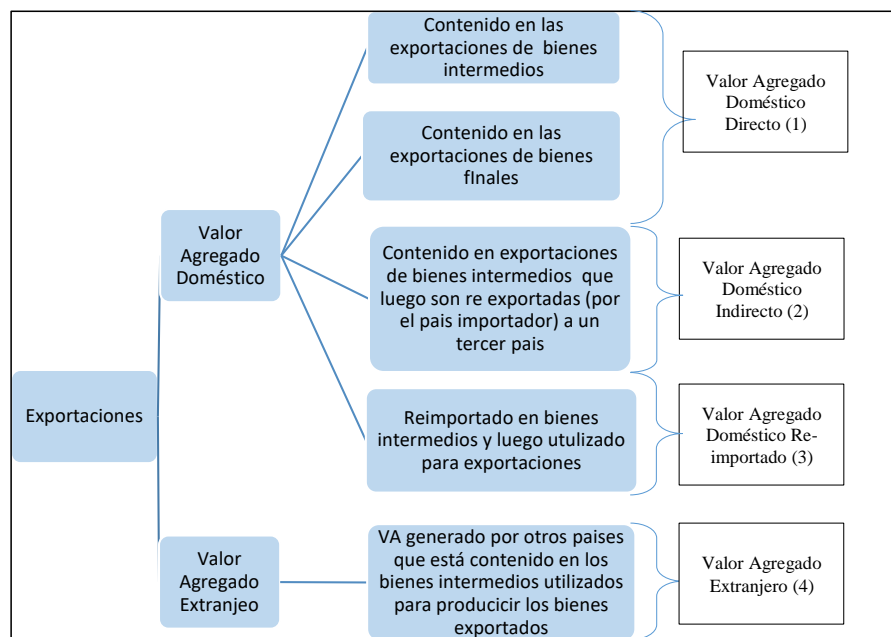 Contenido en las
exportaciones de bienes
intermedios
Valor Agregado
Doméstico
Directo (1)
Contenido en las
exportaciones de bienes
fInales
Valor
Agregado
Doméstico
Contenido en exportaciones
de bienes intermedios que
luego son re exportadas (por
el pais importador) a un
tercer pais
Valor Agregado
Doméstico
Indirecto (2)
Exportaciones
Reimportado en bienes
intermedios y luego utulizado
para exportaciones
Valor Agregado
Doméstico Re-
importado (3)
Valor
Agregado
Extranjeo
VA generado por otros paises
que está contenido en los
bienes intermedios utilizados
para producicir los bienes
exportados
Valor Agregado
Extranjero (4)